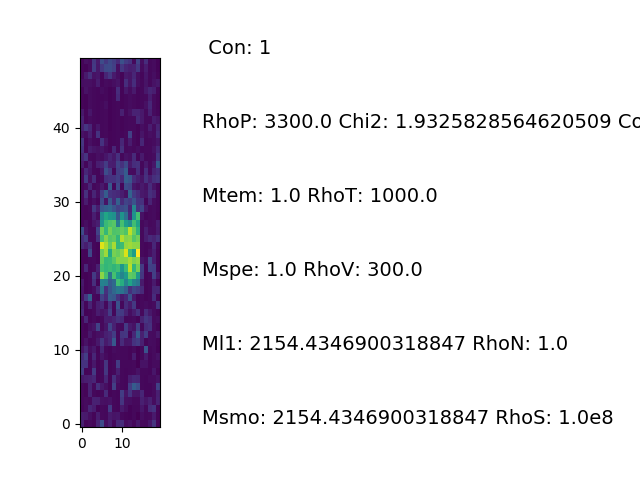 Con: 1
RhoP: 3300.0 Chi2: 1.9325828564620509 Co
Mtem: 1.0 RhoT: 1000.0
Mspe: 1.0 RhoV: 300.0
Ml1: 2154.4346900318847 RhoN: 1.0
Msmo: 2154.4346900318847 RhoS: 1.0e8
40
30
20
10
0
0 10